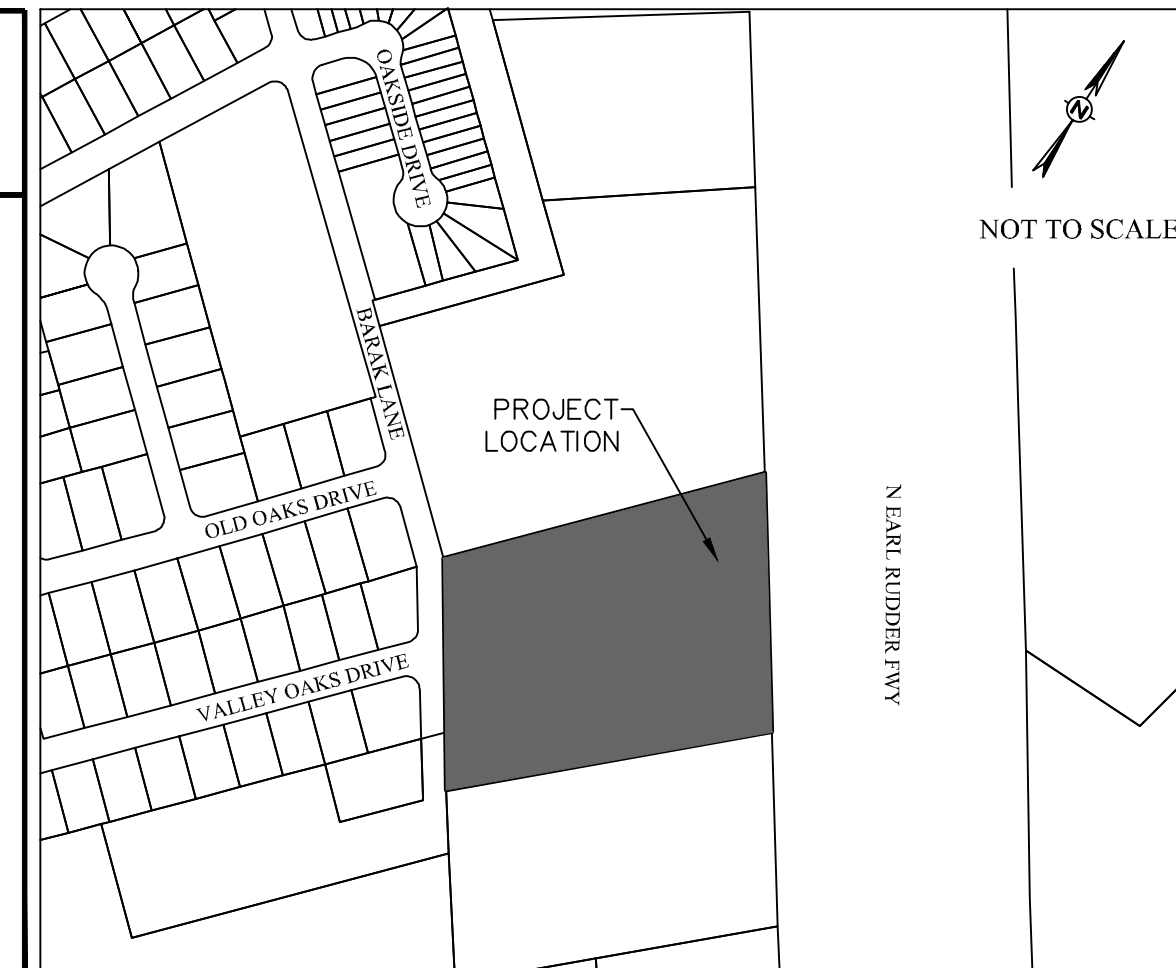 OAKSIDE DRIVE
N
NOT TO SCALE
BARAK LANE
PROJECT
LOCATION
OLD OAKS DRIVE
N EARL RUDDER FWY
VALLEY OAKS DRIVE